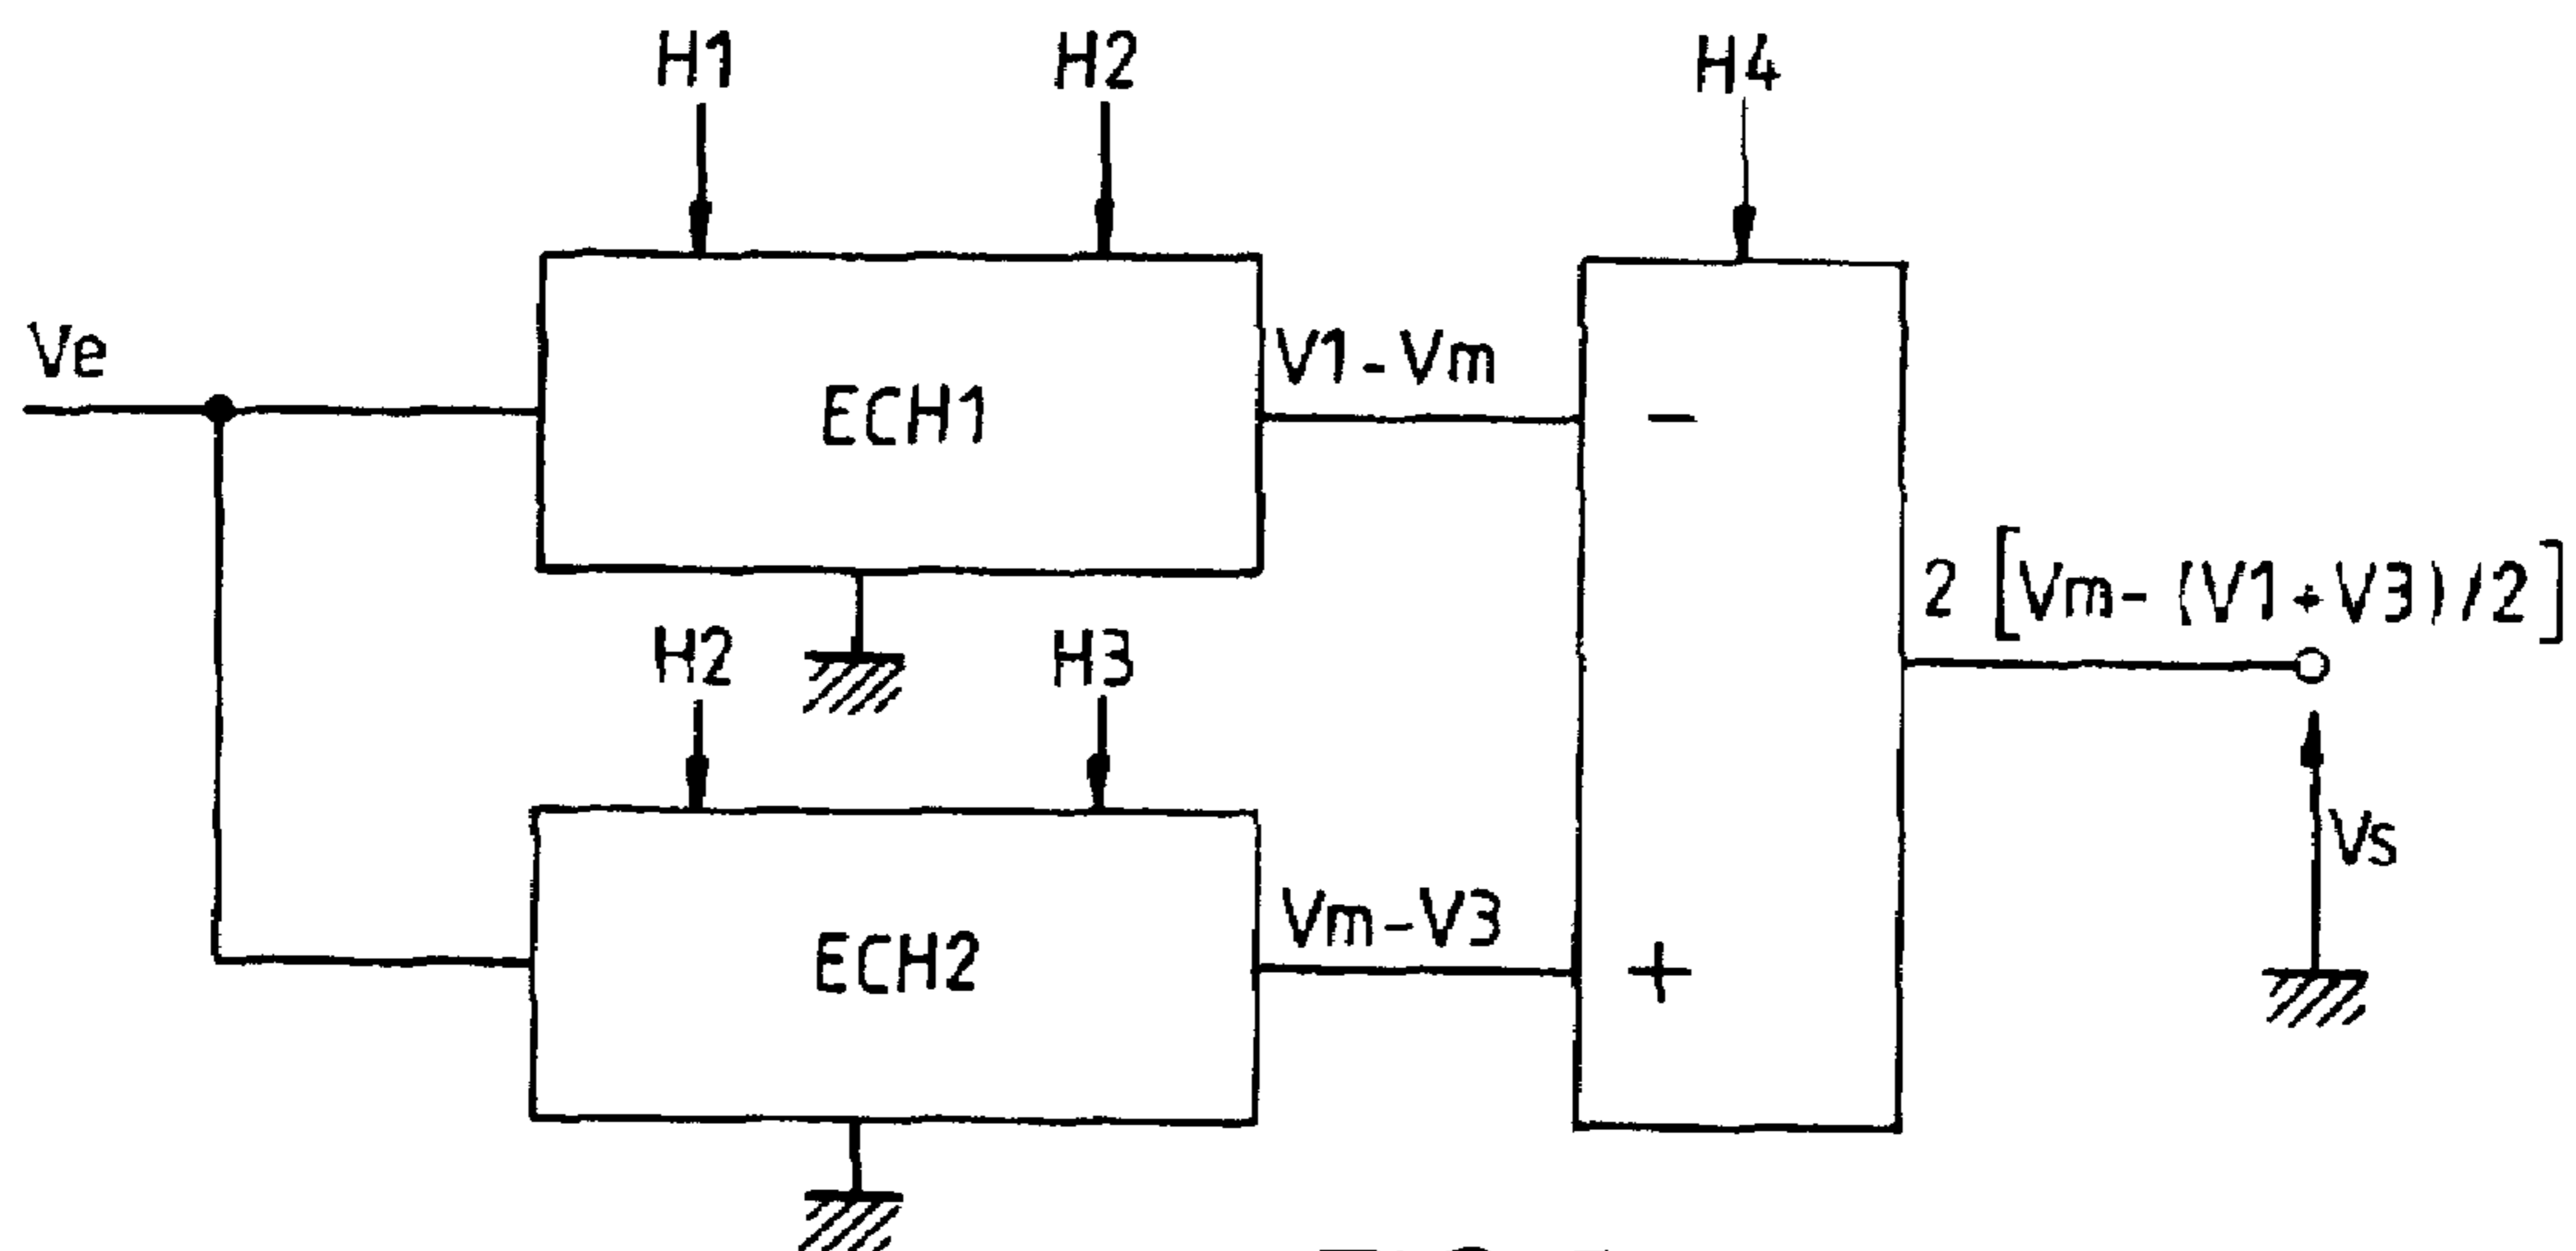 H1
H2
H4
Ve
ECH1
V1-Vm
-
2 [Vm-(V1+V3)/2]
H2
H3
Vs
ECH2
Vm-V3
+